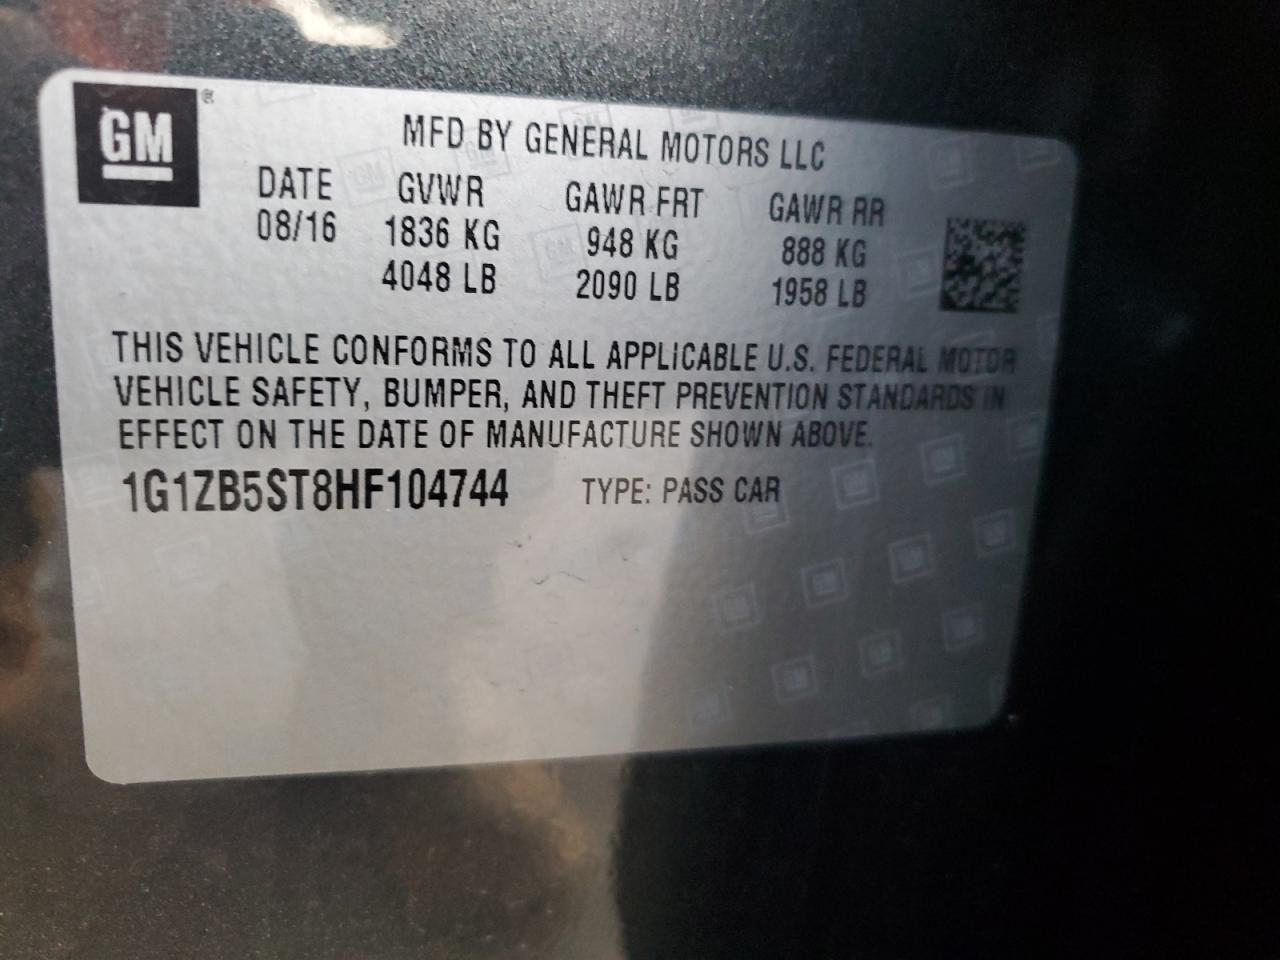 GM ®
MFD BY GENERAL MOTORS LLC
DATE GVWR GAWR FRT GAWR RR
08/16 1836 KG 948 KG 888 KG
4048 LB 2090 LB 1958 LB
THIS VEHICLE CONFORMS TO ALL APPLICABLE U.S. FEDERAL MOTOR
VEHICLE SAFETY, BUMPER, AND THEFT PREVENTION STANDARDS IN
EFFECT ON THE DATE OF MANUFACTURE SHOWN ABOVE.
1G1ZB5ST8HF104744 TYPE: PASS CAR